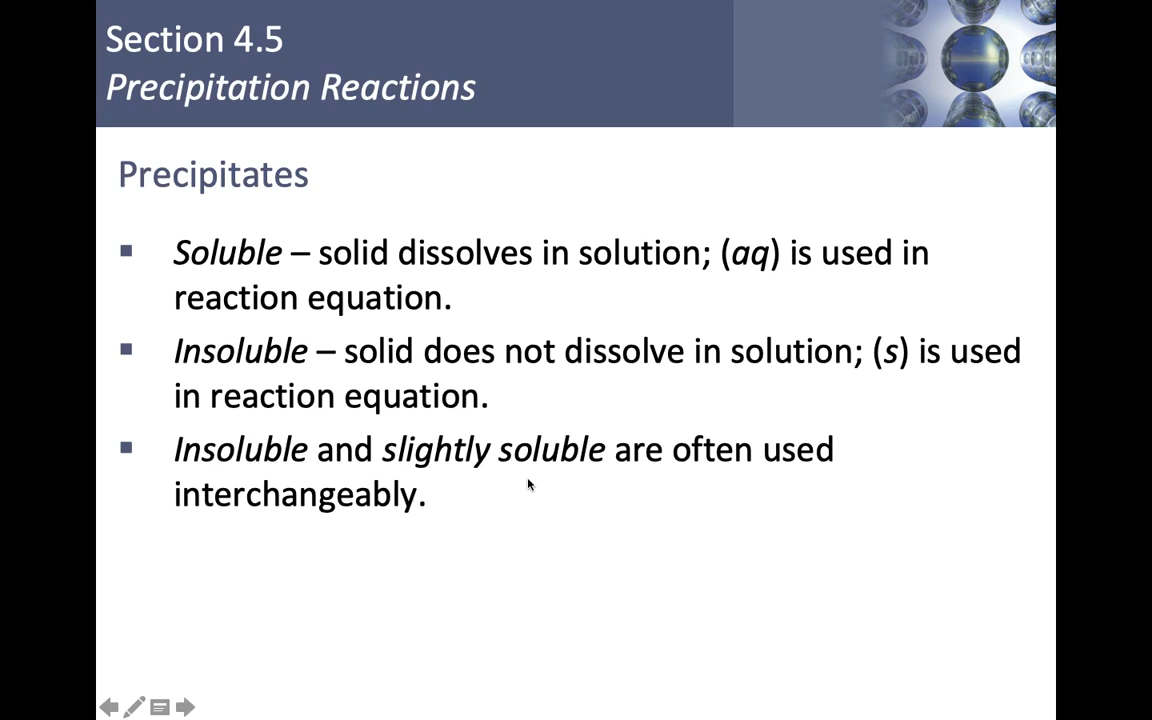 Section 4.5
Precipitation Reactions
Precipitates
Soluble – solid dissolves in solution; (aq) is used in
reaction equation.
Insoluble – solid does not dissolve in solution; (s) is used
in reaction equation.
Insoluble and slightly soluble are often used
interchangeably.